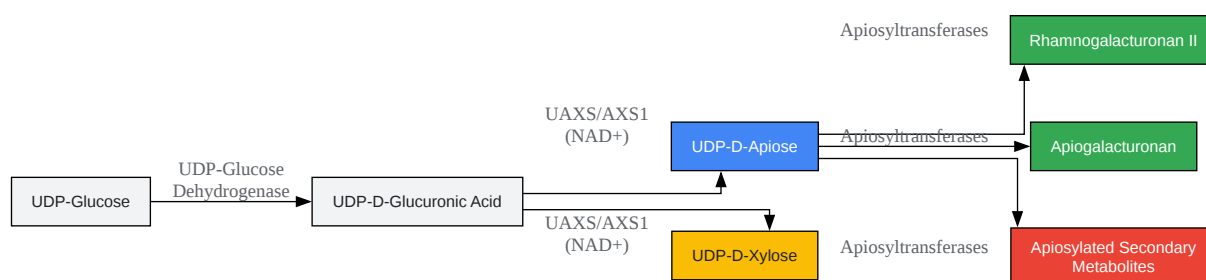 UDP-Glucose
UDP-Glucose
Dehydrogenase
UDP-D-Glucuronic Acid
UAXS/AXS1
(NAD+)
UAXS/AXS1
(NAD+)
UDP-D-Apiose
UDP-D-Xylose
Apiosyltransferases
Apiosyltransferases
Apiosyltransferases
Rhamnogalacturonan II
Apiogalacturonan
Apiosylated Secondary
Metabolites